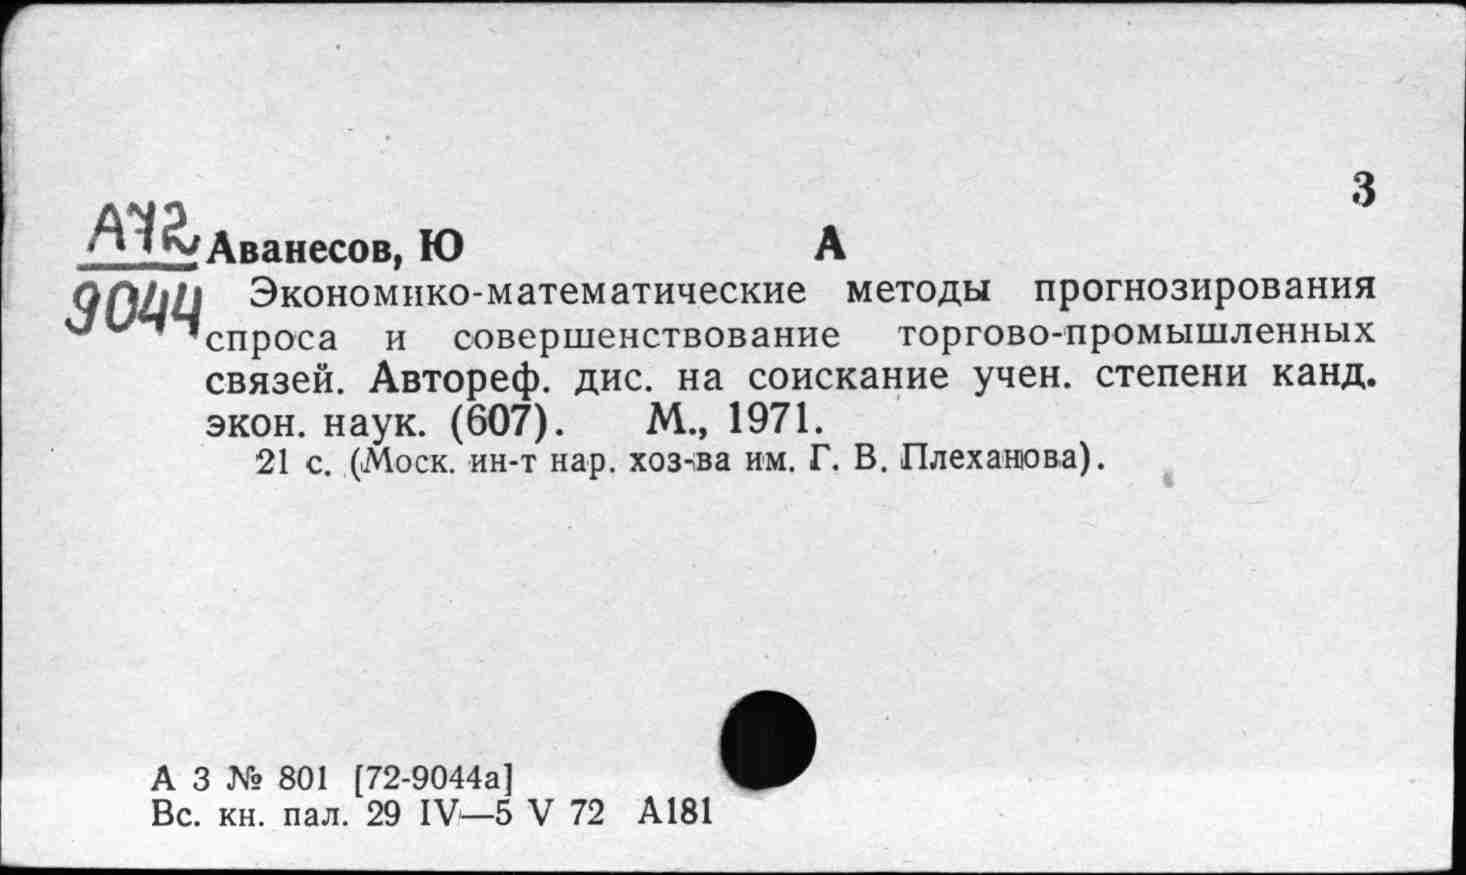 3
А72 Аванесов, Ю А
9044 Экономико-математические методы прогнозирования
спроса и совершенствование торгово-промышленных
связей. Автореф. дис. на соискание учен. степени канд.
экон. наук. (607). М., 1971.
21 с. (Моск. ин-т нар. хоз-ва им. Г. В. Плеханова).
А 3 № 801 [72-9044а]
Вс. кн. пал. 29 IV—5 V 72 А181